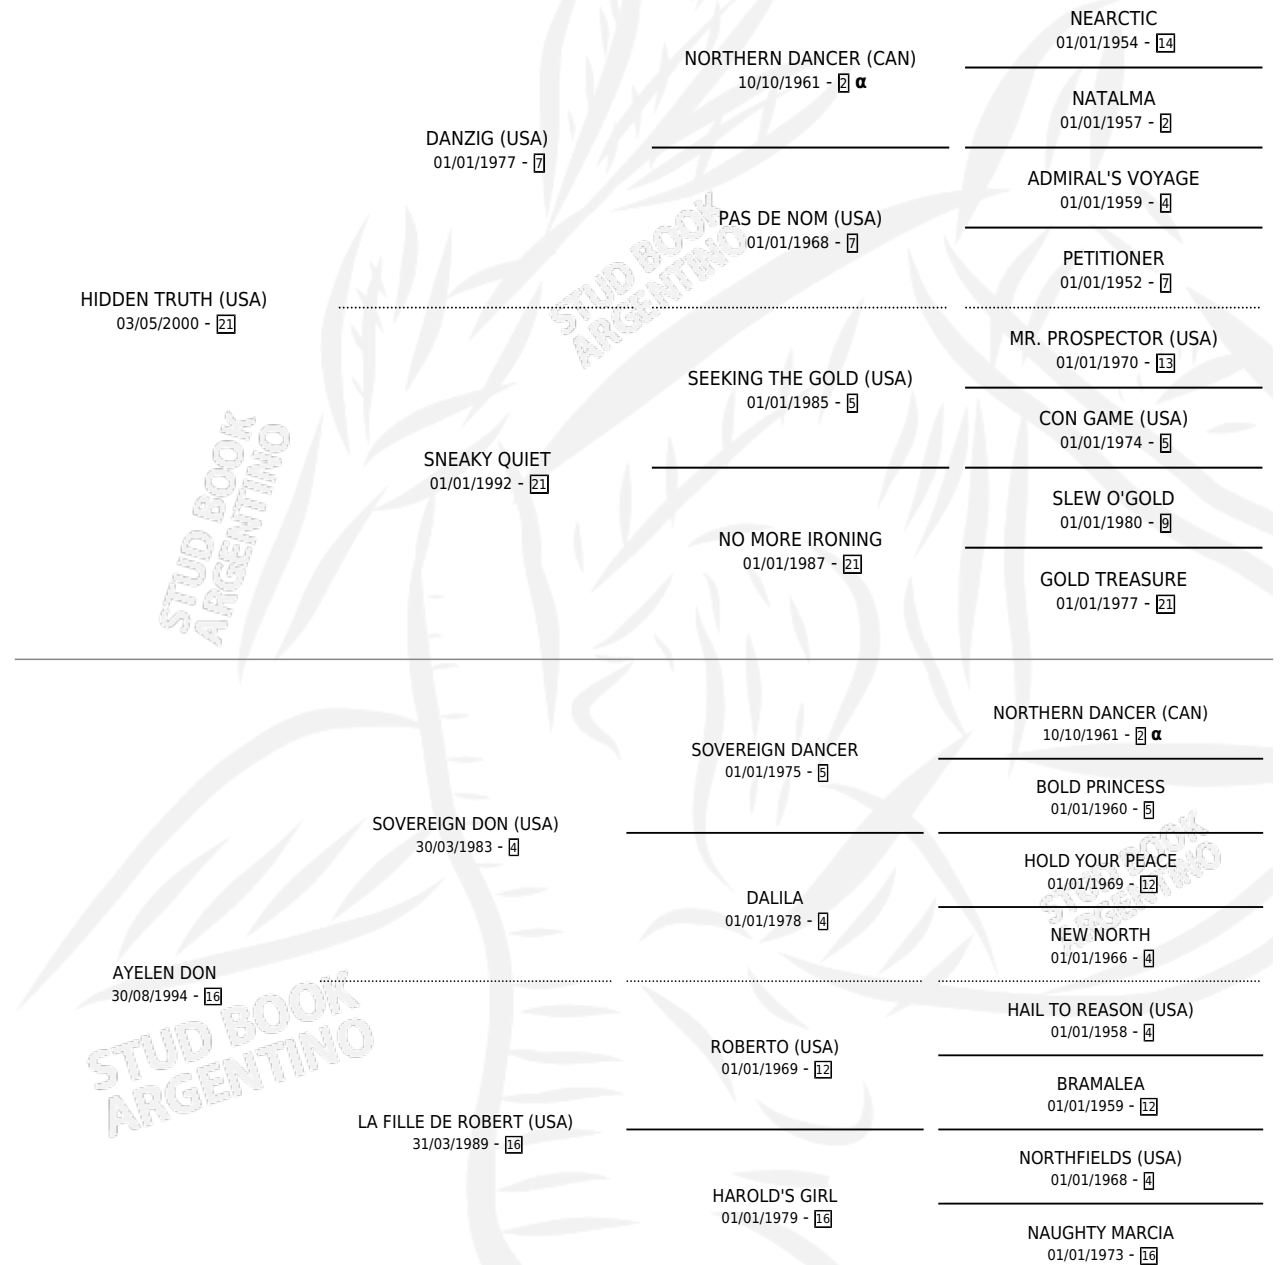 NEARCTIC
01/01/1954 - 14
NORTHERN DANCER (CAN)
10/10/1961 - 2 α
NATALMA
01/01/1957 - 2
DANZIG (USA)
01/01/1977 - 7
ADMIRAL'S VOYAGE
01/01/1959 - 4
PAS DE NOM (USA)
01/01/1968 - 7
PETITIONER
01/01/1952 - 7
HIDDEN TRUTH (USA)
03/05/2000 - 21
MR. PROSPECTOR (USA)
01/01/1970 - 13
SEEKING THE GOLD (USA)
01/01/1985 - 5
CON GAME (USA)
01/01/1974 - 5
SNEAKY QUIET
01/01/1992 - 21
SLEW O'GOLD
01/01/1980 - 9
NO MORE IRONING
01/01/1987 - 21
GOLD TREASURE
01/01/1977 - 21
NORTHERN DANCER (CAN)
10/10/1961 - 2 α
SOVEREIGN DANCER
01/01/1975 - 5
BOLD PRINCESS
01/01/1960 - 5
SOVEREIGN DON (USA)
30/03/1983 - 4
HOLD YOUR PEACE
01/01/1969 - 12
DALILA
01/01/1978 - 4
NEW NORTH
01/01/1966 - 4
AYELEN DON
30/08/1994 - 16
HAIL TO REASON (USA)
01/01/1958 - 4
ROBERTO (USA)
01/01/1969 - 12
BRAMALEA
01/01/1959 - 12
LA FILLE DE ROBERT (USA)
31/03/1989 - 16
NORTHFIELDS (USA)
01/01/1968 - 4
HAROLD'S GIRL
01/01/1979 - 16
NAUGHTY MARCIA
01/01/1973 - 16
STUD BOOK
ARGENTINO
STUD BOOK
ARGENTINO
STUD BOOK
ARGENTINO
STUD BOOK
ARGENTINO